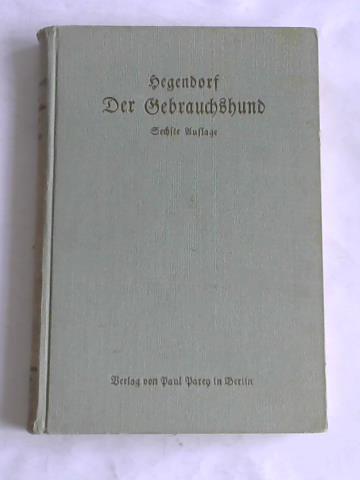 Hegendorf
Der Gebrauchshund
Sechste Auflage
Verlag von Paul Parey in Berlin